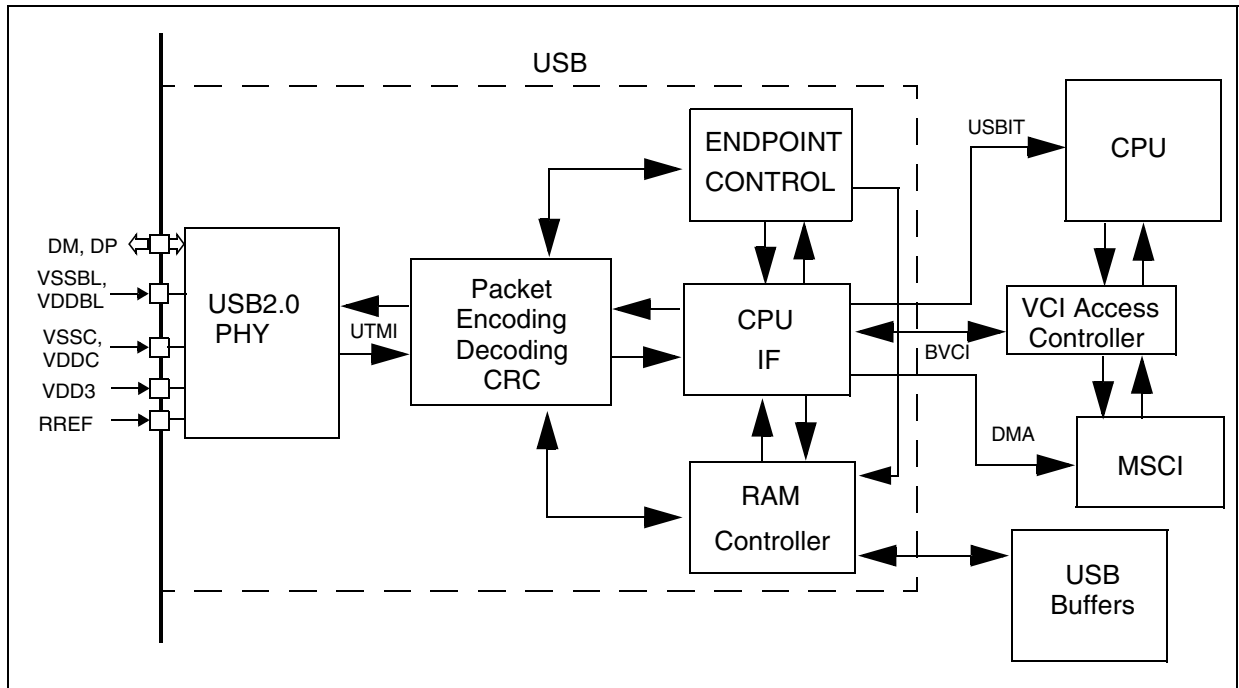 USB
DM, DP
VSSBL,
VDDBL
VSSC,
VDDC
VDD3
RREF
USB2.0
PHY
UTMI
Packet
Encoding
Decoding
CRC
ENDPOINT
CONTROL
CPU
IF
RAM
Controller
USBIT
BVCI
DMA
CPU
VCI Access
Controller
MSCI
USB
Buffers